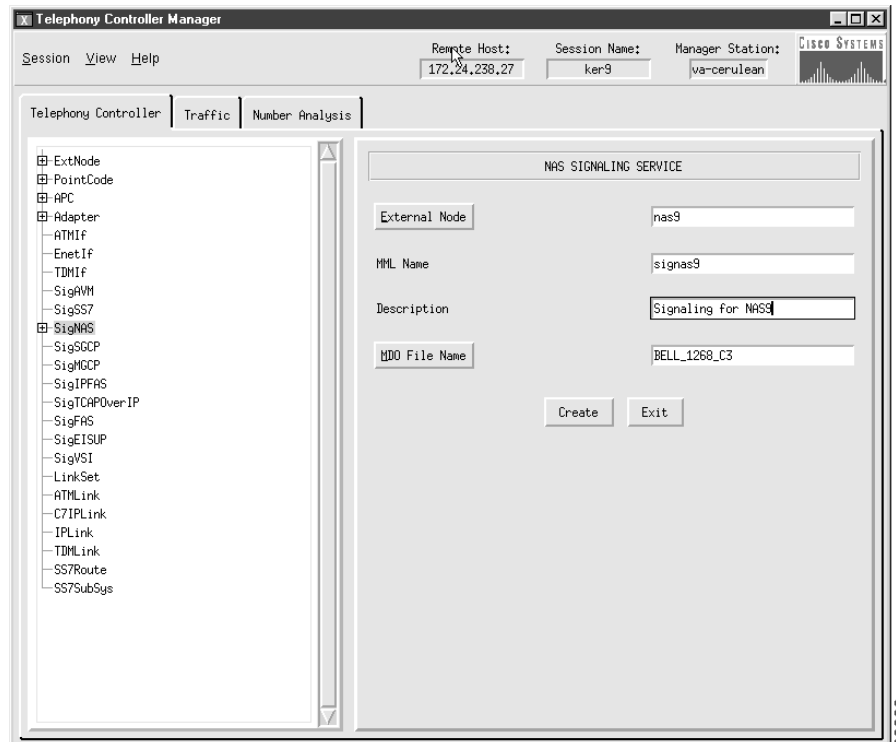 X Telephony Controller Manager
Session View Help
Remote Host: Session Name: Manager Station:
172.24.238.27 ker9 va-cerulean
CISCO SYSTEMS
Telephony Controller Traffic Number Analysis
ExtNode
PointCode
APC
Adapter
ATMIf
EnetIf
TDMIf
SigAVM
SigSS7
SigNAS
SigSGCP
SigMGCP
SigIPFAS
SigTCAPOverIP
SigFAS
SigEISUP
SigVSI
LinkSet
ATMLink
C7IPLink
IPLink
TDMLink
SS7Route
SS7SubSys
NAS SIGNALING SERVICE
External Node nas9
MML Name signas9
Description Signaling for NAS9
MDO File Name BELL_1268_C3
Create Exit